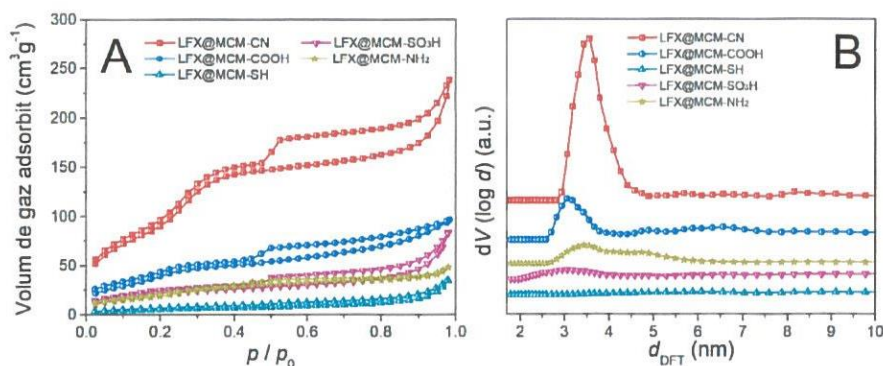 A
LFX@MCM-CN
LFX@MCM-COOH
LFX@MCM-SH
LFX@MCM-SO₃H
LFX@MCM-NH₂
Volum de gaz adsorbit (cm³g⁻¹)
300
250
200
150
100
50
0
0.0 0.2 0.4 0.6 0.8 1.0
p / p₀
B
LFX@MCM-CN
LFX@MCM-COOH
LFX@MCM-SH
LFX@MCM-SO₃H
LFX@MCM-NH₂
dV (log d) (a.u.)
2 3 4 5 6 7 8 9 10
d_DFT (nm)